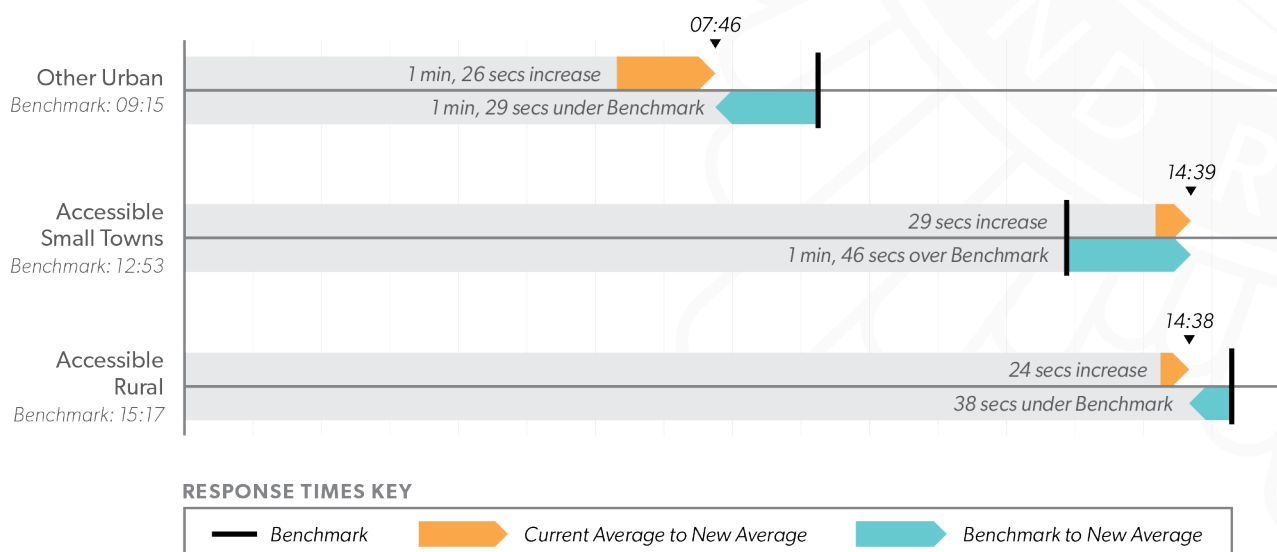 07:46
Other Urban
Benchmark: 09:15
1 min, 26 secs increase
1 min, 29 secs under Benchmark
14:39
Accessible
Small Towns
Benchmark: 12:53
29 secs increase
1 min, 46 secs over Benchmark
14:38
Accessible
Rural
Benchmark: 15:17
24 secs increase
38 secs under Benchmark
RESPONSE TIMES KEY
Benchmark
Current Average to New Average
Benchmark to New Average